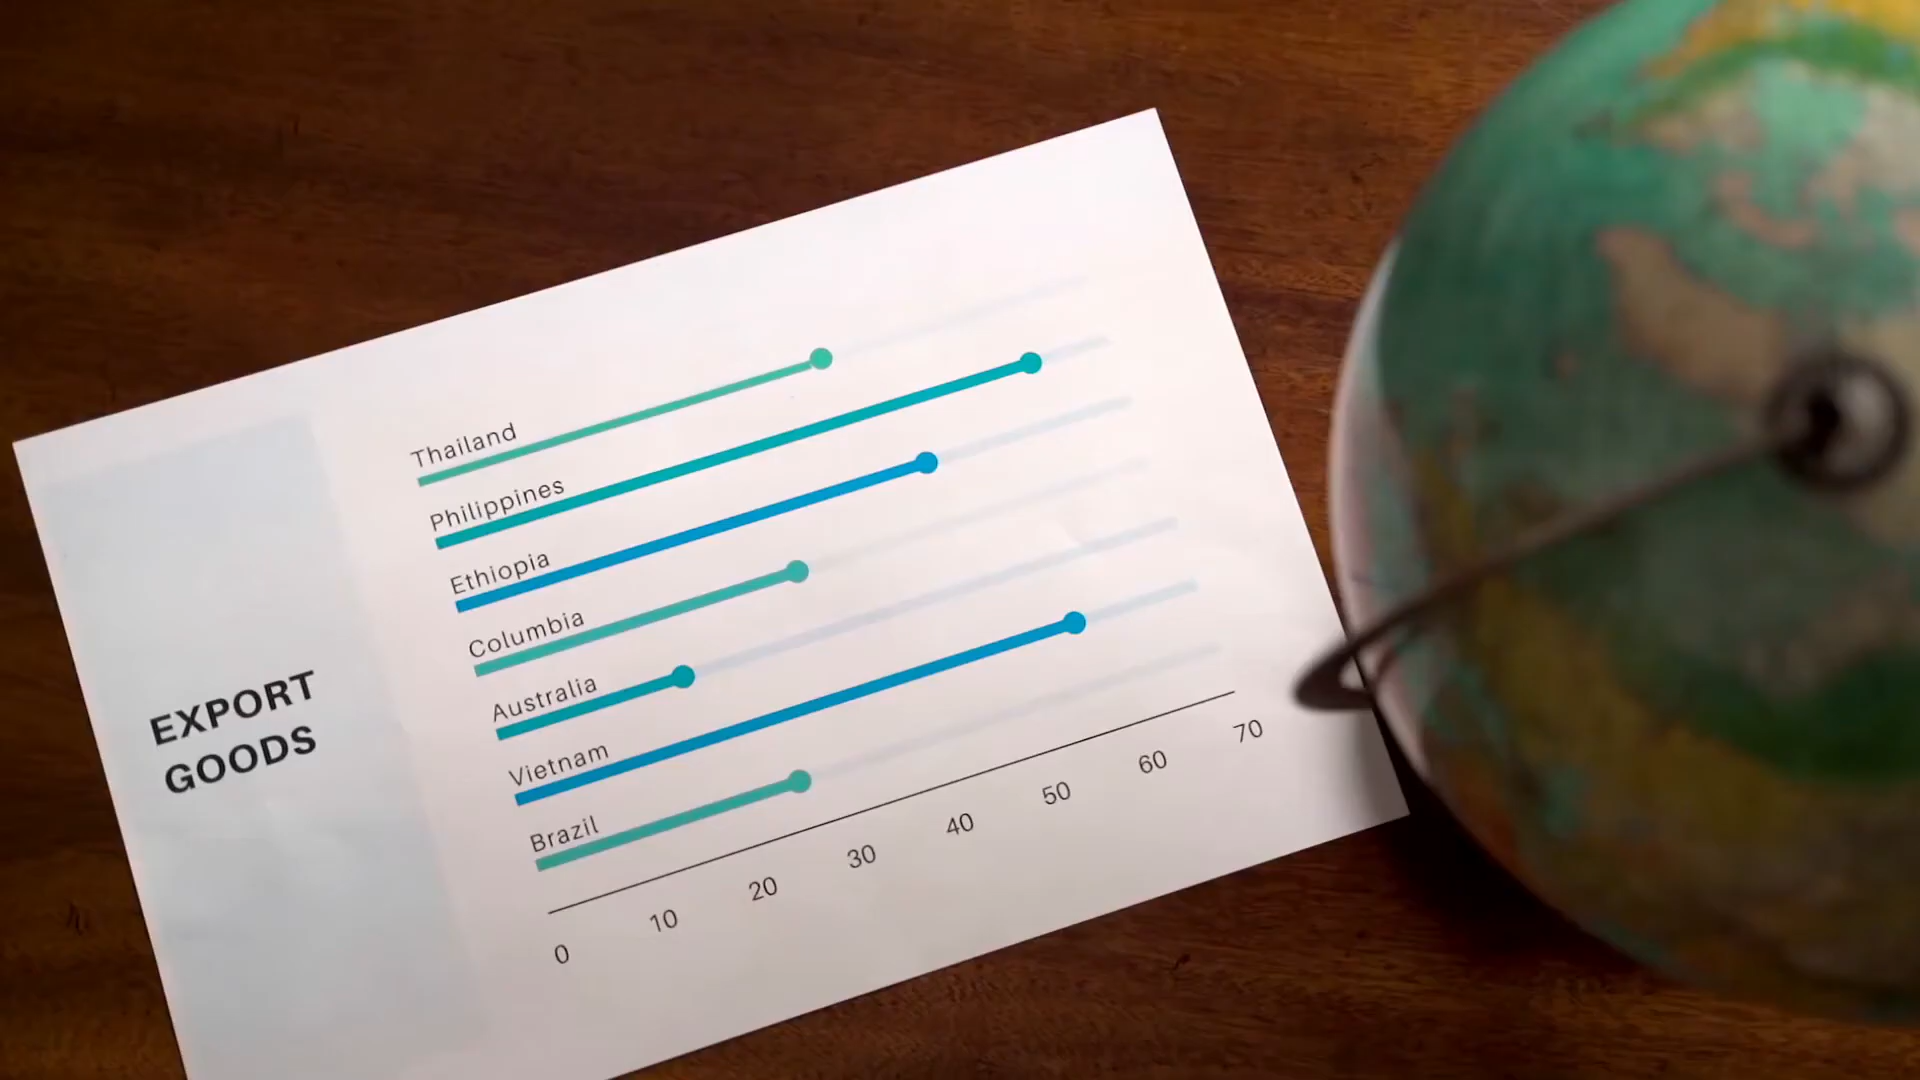 EXPORT
GOODS
Thailand
Philippines
Ethiopia
Columbia
Australia
Vietnam
Brazil
0 10 20 30 40 50 60 70